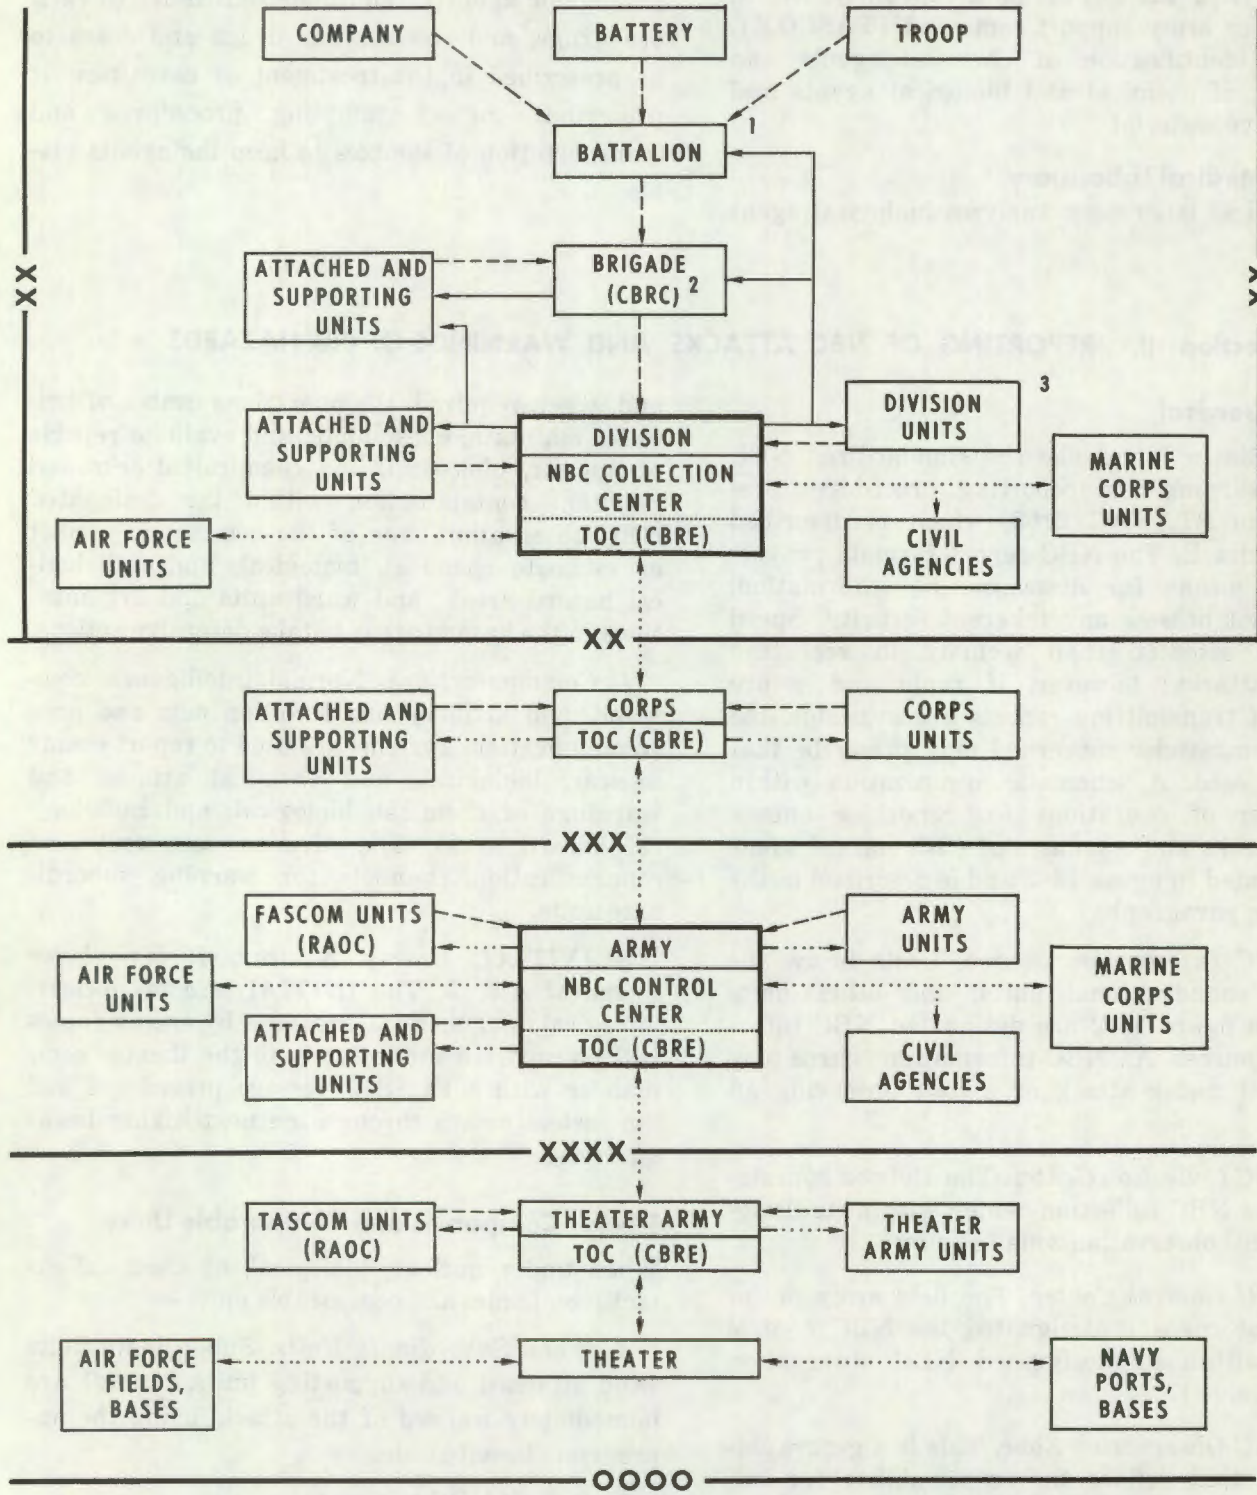 COMPANY
BATTERY
TROOP
1
BATTALION
XX
ATTACHED AND
SUPPORTING
UNITS
BRIGADE
(CBRC) 2
3
ATTACHED AND
SUPPORTING
UNITS
DIVISION
NBC COLLECTION
CENTER
TOC (CBRE)
DIVISION
UNITS
MARINE
CORPS
UNITS
CIVIL
AGENCIES
AIR FORCE
UNITS
XX
ATTACHED AND
SUPPORTING
UNITS
CORPS
TOC (CBRE)
CORPS
UNITS
XXX
FASCOM UNITS
(RAOC)
AIR FORCE
UNITS
ATTACHED AND
SUPPORTING
UNITS
ARMY
NBC CONTROL
CENTER
TOC (CBRE)
ARMY
UNITS
MARINE
CORPS
UNITS
CIVIL
AGENCIES
XXXX
TASCOM UNITS
(RAOC)
THEATER ARMY
TOC (CBRE)
THEATER
ARMY UNITS
AIR FORCE
FIELDS,
BASES
THEATER
NAVY
PORTS,
BASES
OOOO